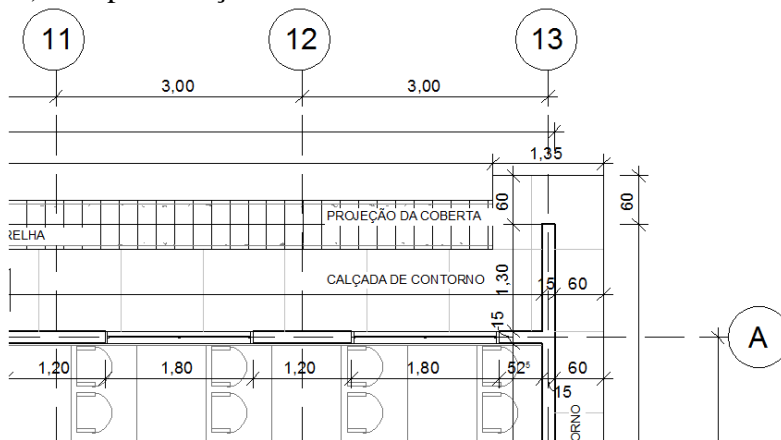 11 12 13
3,00 3,00
1,35
60 60
PROJEÇÃO DA COBERTA
RELHA
CALÇADA DE CONTORNO
1,30
15 60
15
A
1,20 1,80 1,20 1,80 52⁵ 60
15
ORNO